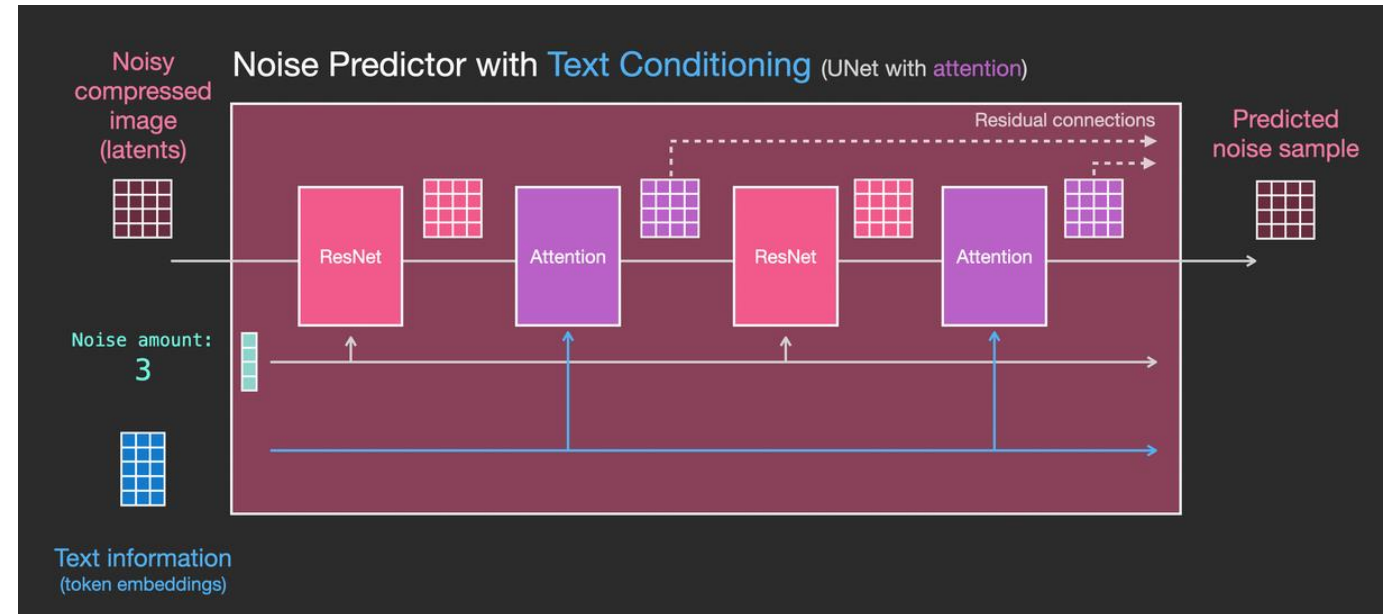 Noise Predictor with Text Conditioning (UNet with attention)
Noisy
compressed
image
(latents)
Residual connections
Predicted
noise sample
ResNet
Attention
ResNet
Attention
Noise amount:
3
Text information
(token embeddings)